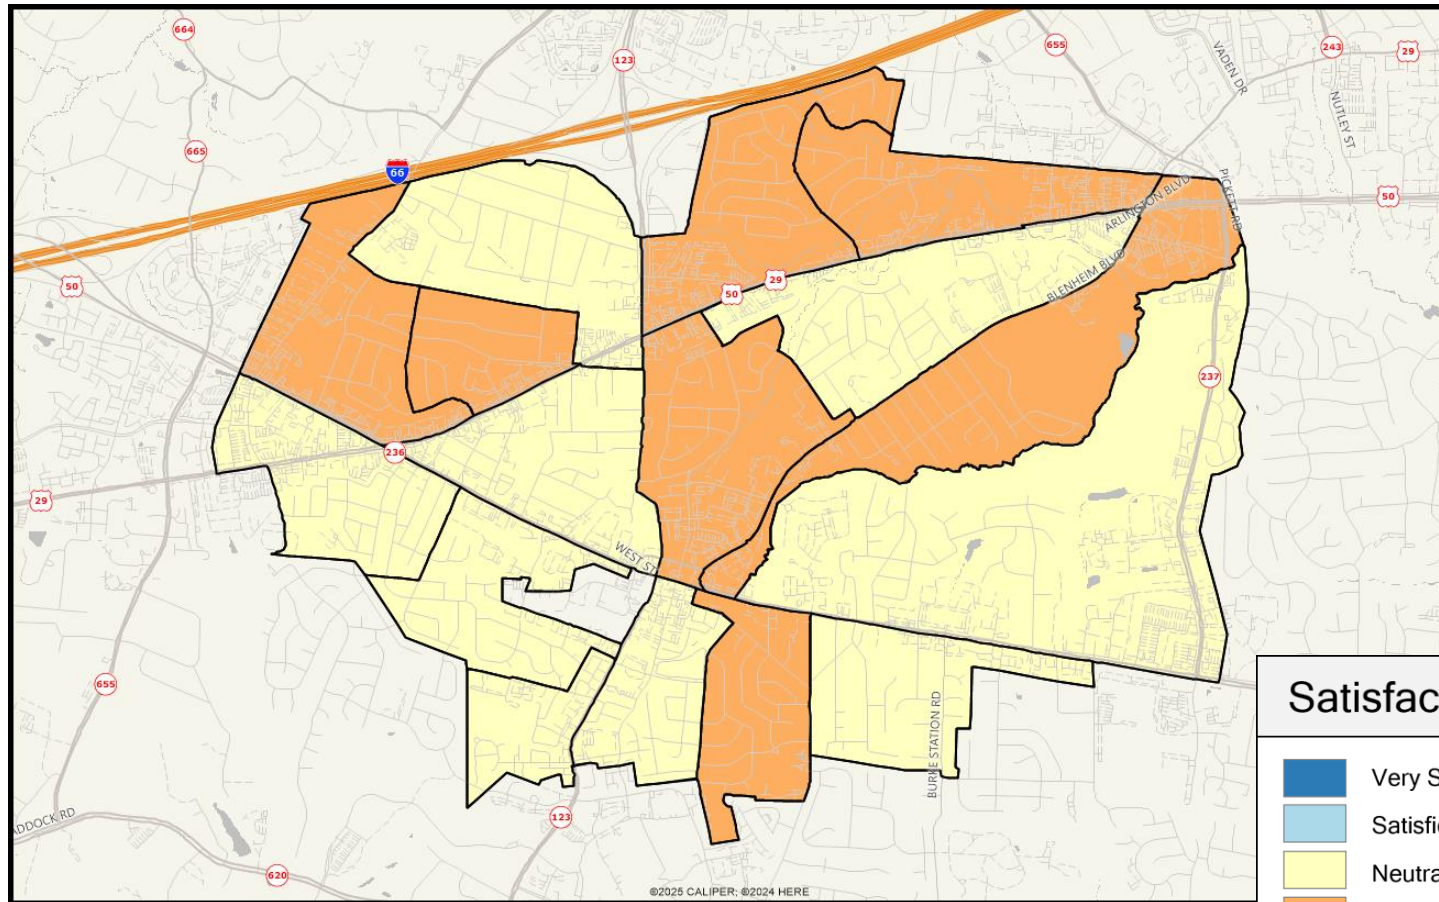 664
123
655
243
29
VADEN DR
NUTLEY ST
665
66
PICKETT RD
50
ARLINGTON BLVD
50
29
50
BLENHEIM BLVD
237
236
29
WEST ST
655
Satisfac
BURKE STATION RD
Very S
123
ADDOCK RD
Satisfi
620
Neutra
©2025 CALIPER; ©2024 HERE